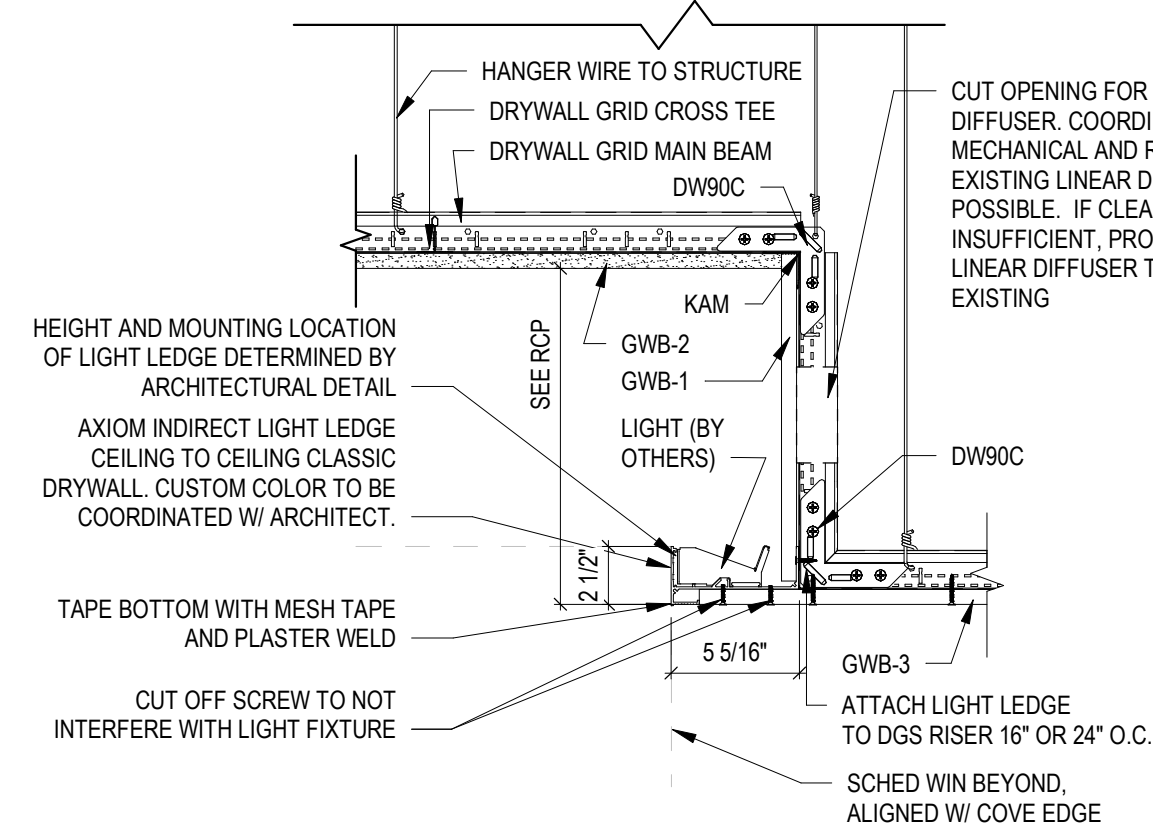 HANGER WIRE TO STRUCTURE
DRYWALL GRID CROSS TEE
DRYWALL GRID MAIN BEAM
DW90C
CUT OPENING FOR
DIFFUSER. COORDI
MECHANICAL AND R
EXISTING LINEAR D
POSSIBLE. IF CLEA
INSUFFICIENT, PRO
LINEAR DIFFUSER T
EXISTING
KAM
GWB-2
GWB-1
SEE RCP
LIGHT (BY
OTHERS)
HEIGHT AND MOUNTING LOCATION
OF LIGHT LEDGE DETERMINED BY
ARCHITECTURAL DETAIL
AXIOM INDIRECT LIGHT LEDGE
CEILING TO CEILING CLASSIC
DRYWALL. CUSTOM COLOR TO BE
COORDINATED W/ ARCHITECT.
DW90C
2 1/2"
TAPE BOTTOM WITH MESH TAPE
AND PLASTER WELD
5 5/16"
GWB-3
CUT OFF SCREW TO NOT
INTERFERE WITH LIGHT FIXTURE
ATTACH LIGHT LEDGE
TO DGS RISER 16" OR 24" O.C.
SCHED WIN BEYOND,
ALIGNED W/ COVE EDGE